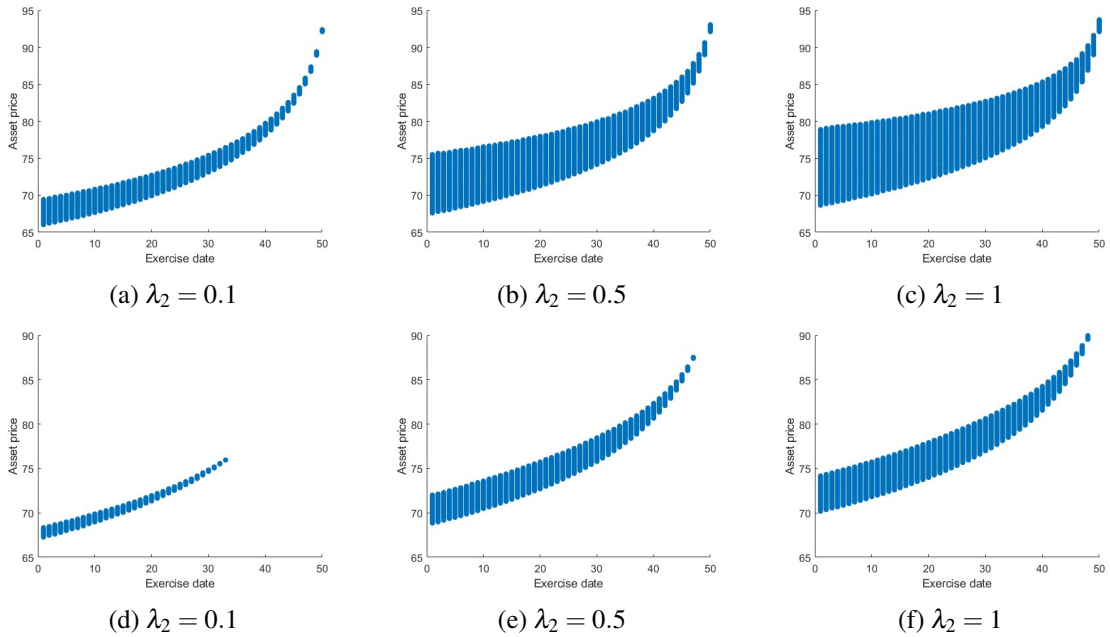 95
90
85
80
75
70
65
Asset price
0 10 20 30 40 50
Exercise date
(a) λ₂ = 0.1
95
90
85
80
75
70
65
Asset price
0 10 20 30 40 50
Exercise date
(b) λ₂ = 0.5
95
90
85
80
75
70
65
Asset price
0 10 20 30 40 50
Exercise date
(c) λ₂ = 1
90
85
80
75
70
65
Asset price
0 10 20 30 40 50
Exercise date
(d) λ₂ = 0.1
90
85
80
75
70
65
Asset price
0 10 20 30 40 50
Exercise date
(e) λ₂ = 0.5
90
85
80
75
70
65
Asset price
0 10 20 30 40 50
Exercise date
(f) λ₂ = 1